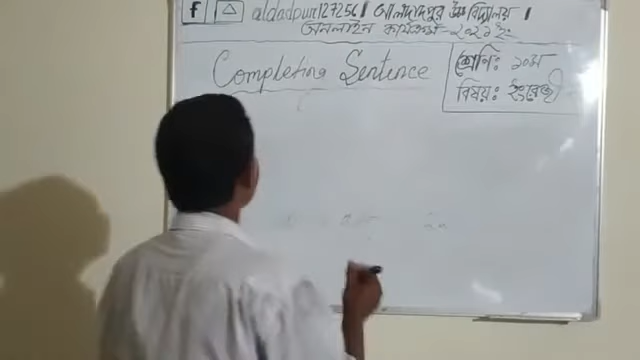 f aldadpur127256 | আলাদাদপুর উচ্চ বিদ্যালয়।
অনলাইন কার্যক্রম-২০২১ ইং
Completing Sentence
শ্রেণি: ১০ম
বিষয়: ইংরেজী